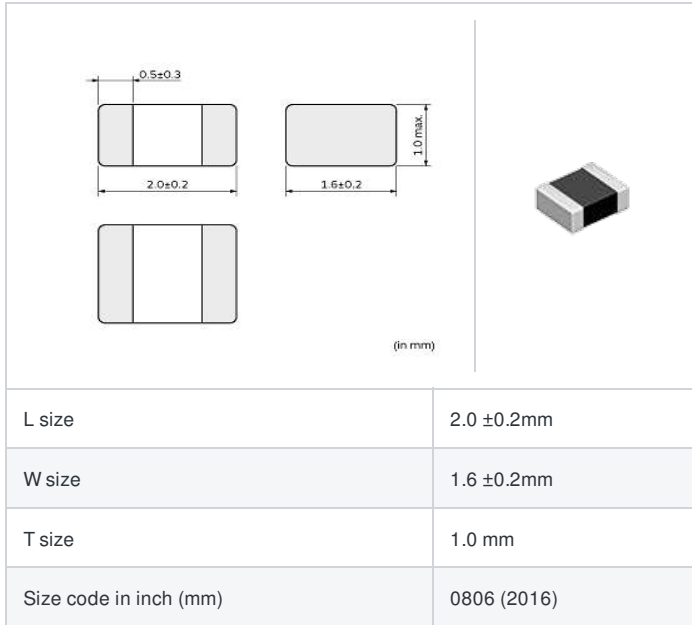 0.5±0.3
2.0±0.2
1.6±0.2
1.0 max.
(in mm)
L size 2.0 ±0.2mm
W size 1.6 ±0.2mm
T size 1.0 mm
Size code in inch (mm) 0806 (2016)